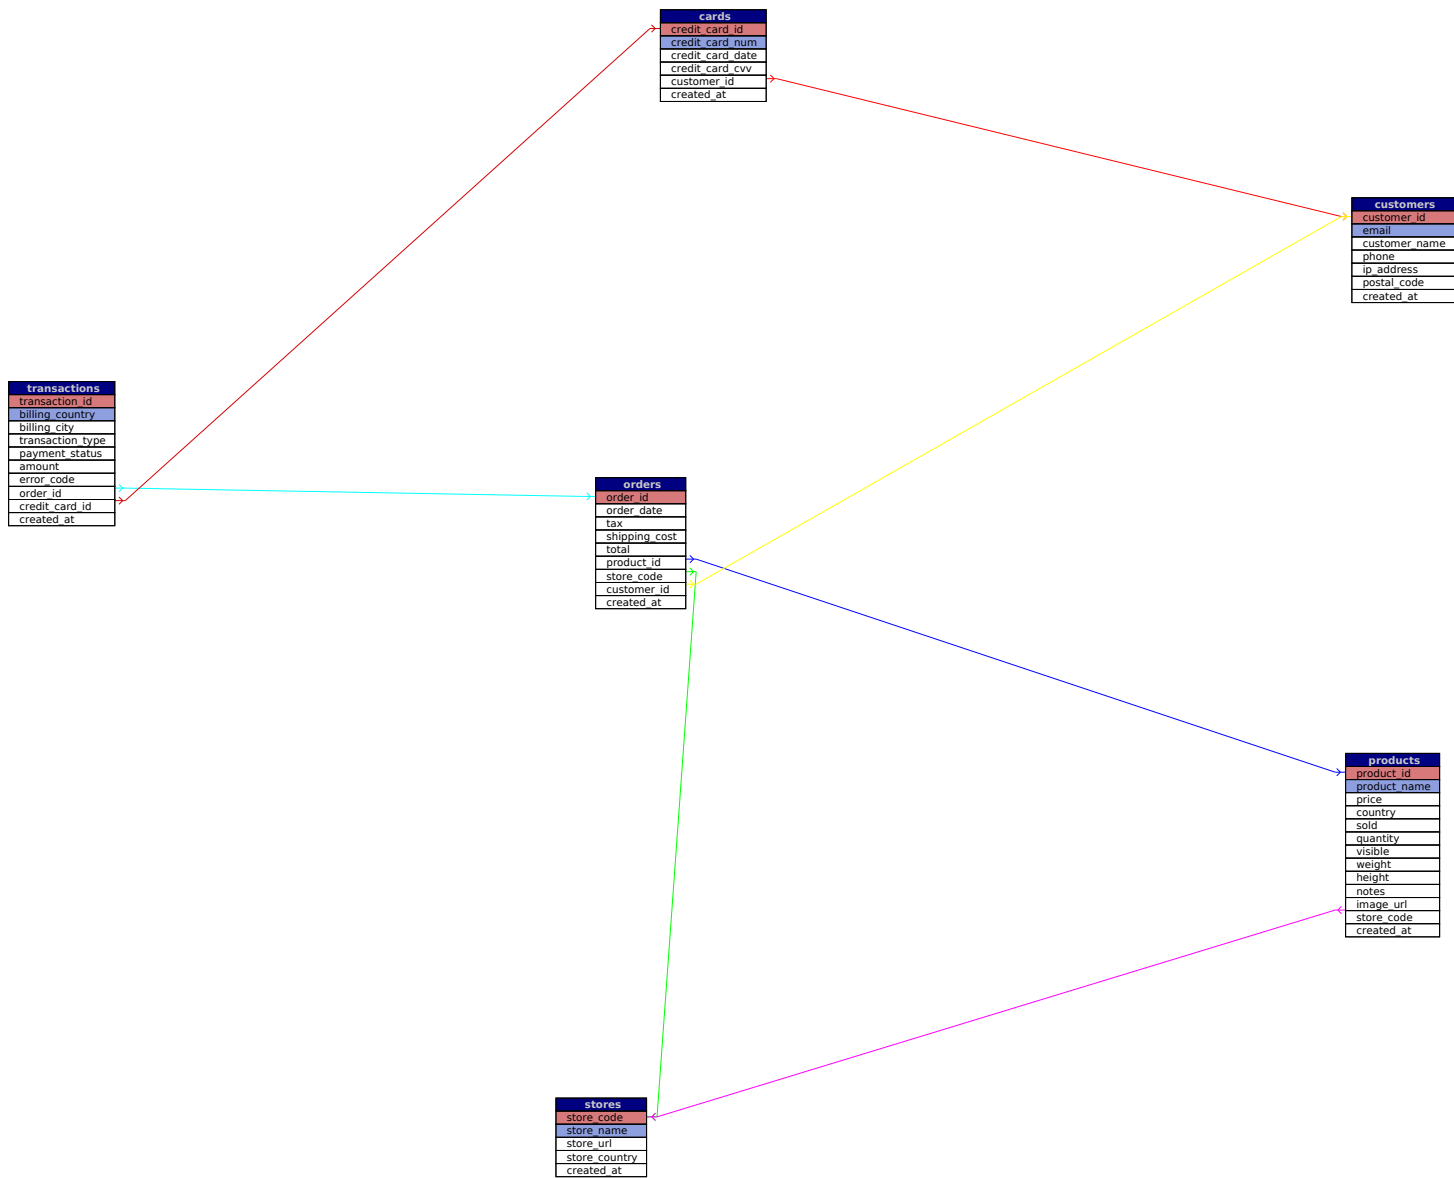 cards
credit_card_id
credit_card_num
credit_card_date
credit_card_cvv
customer_id
created_at
customers
customer_id
email
customer_name
phone
ip_address
postal_code
created_at
transactions
transaction_id
billing_country
billing_city
transaction_type
payment_status
amount
error_code
order_id
credit_card_id
created_at
orders
order_id
order_date
tax
shipping_cost
total
product_id
store_code
customer_id
created_at
products
product_id
product_name
price
country
sold
quantity
visible
weight
height
notes
image_url
store_code
created_at
stores
store_code
store_name
store_url
store_country
created_at